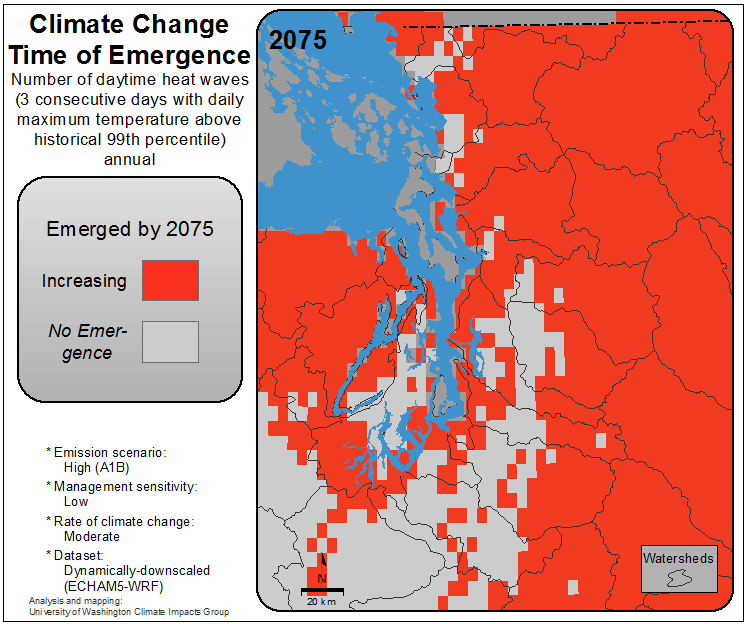 Climate Change
Time of Emergence
Number of daytime heat waves
(3 consecutive days with daily
maximum temperature above
historical 99th percentile)
annual
Emerged by 2075
Increasing
No Emer-
gence
* Emission scenario:
High (A1B)
* Management sensitivity:
Low
* Rate of climate change:
Moderate
* Dataset:
Dynamically-downscaled
(ECHAM5-WRF)
Analysis and mapping:
University of Washington Climate Impacts Group
2075
Watersheds
N
20 km